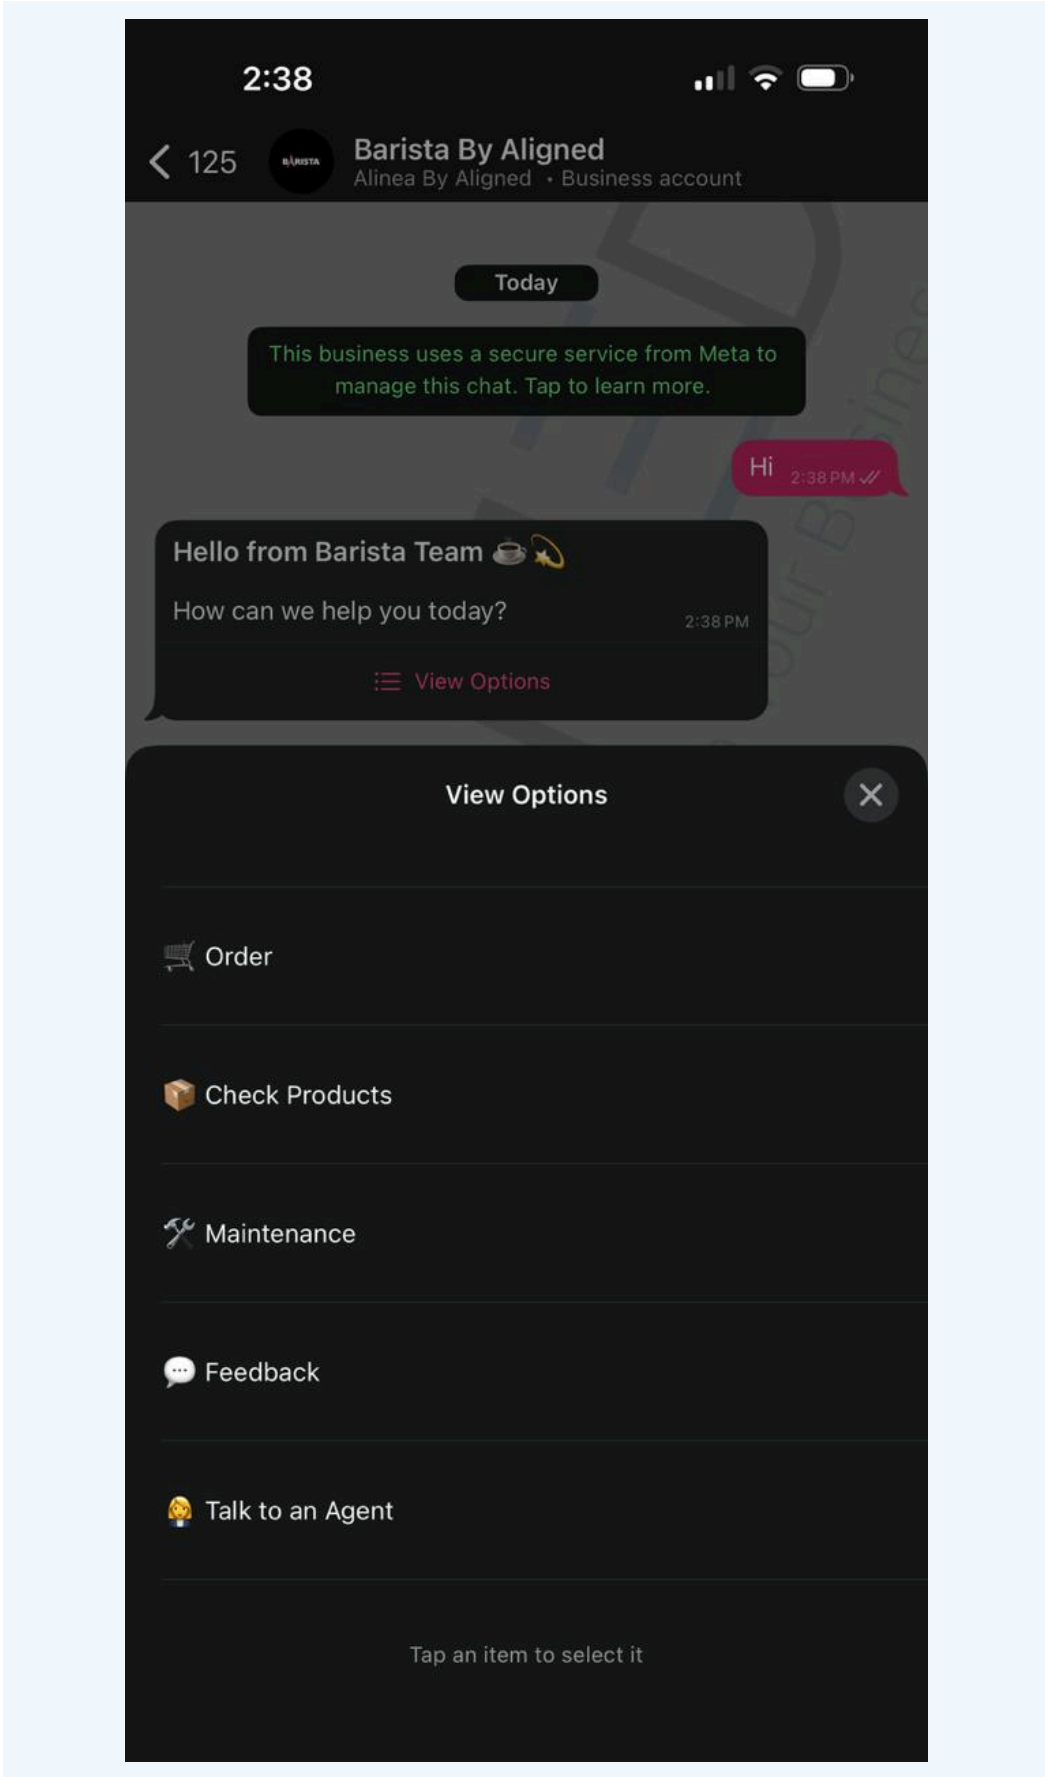 2:38
125
BARISTA
Barista By Aligned
Alinea By Aligned • Business account
Today
This business uses a secure service from Meta to
manage this chat. Tap to learn more.
Hi 2:38 PM
Hello from Barista Team ☕💫
How can we help you today?
2:38 PM
View Options
View Options
🛒 Order
📦 Check Products
🛠️ Maintenance
💬 Feedback
👩‍💼 Talk to an Agent
Tap an item to select it